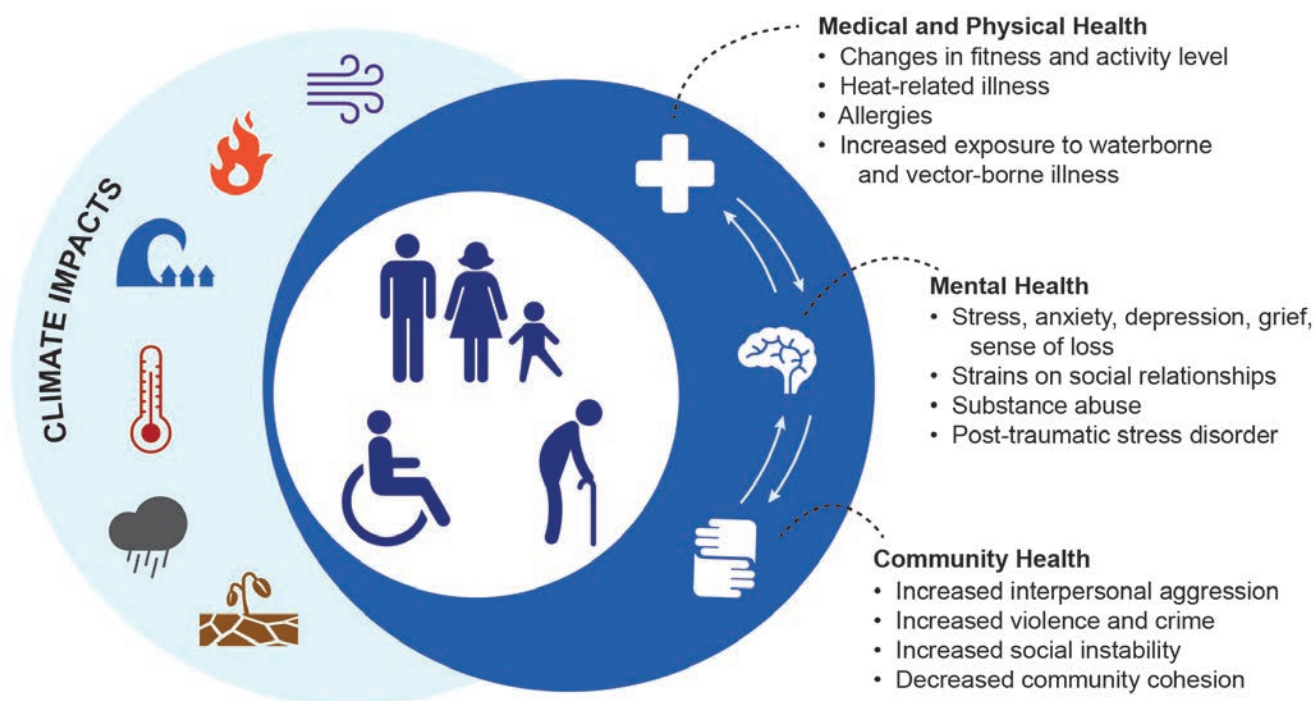 CLIMATE IMPACTS
Medical and Physical Health
• Changes in fitness and activity level
• Heat-related illness
• Allergies
• Increased exposure to waterborne
and vector-borne illness
Mental Health
• Stress, anxiety, depression, grief,
sense of loss
• Strains on social relationships
• Substance abuse
• Post-traumatic stress disorder
Community Health
• Increased interpersonal aggression
• Increased violence and crime
• Increased social instability
• Decreased community cohesion